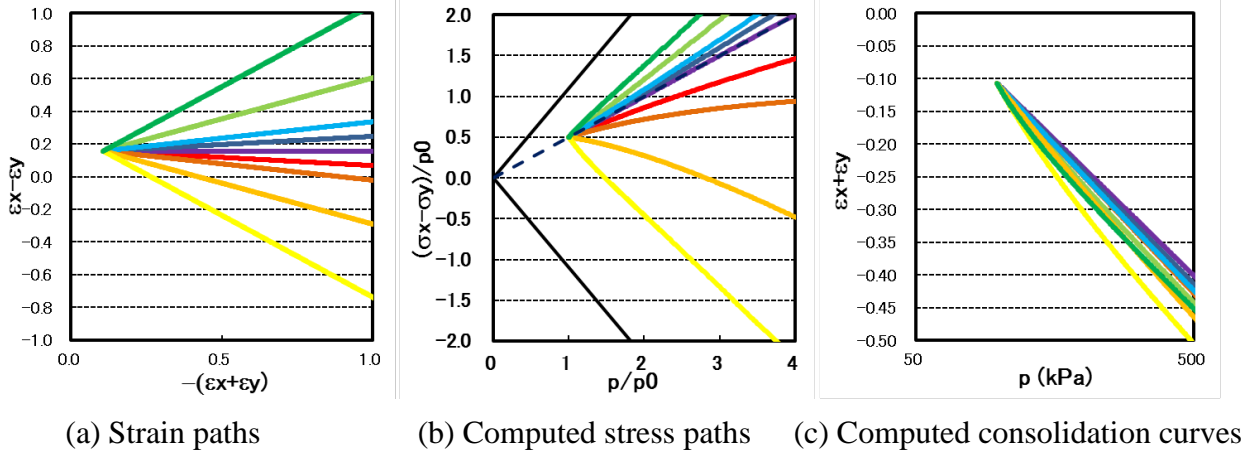 1.0
0.8
0.6
0.4
0.2
0.0
-0.2
-0.4
-0.6
-0.8
-1.0
εx-εy
0.0 0.5 1.0
-(εx+εy)
2.0
1.5
1.0
0.5
0.0
-0.5
-1.0
-1.5
-2.0
(σx-σy)/p0
0 1 2 3 4
p/p0
0.00
-0.05
-0.10
-0.15
-0.20
-0.25
-0.30
-0.35
-0.40
-0.45
-0.50
εx+εy
50 500
p (kPa)
(a) Strain paths
(b) Computed stress paths
(c) Computed consolidation curves